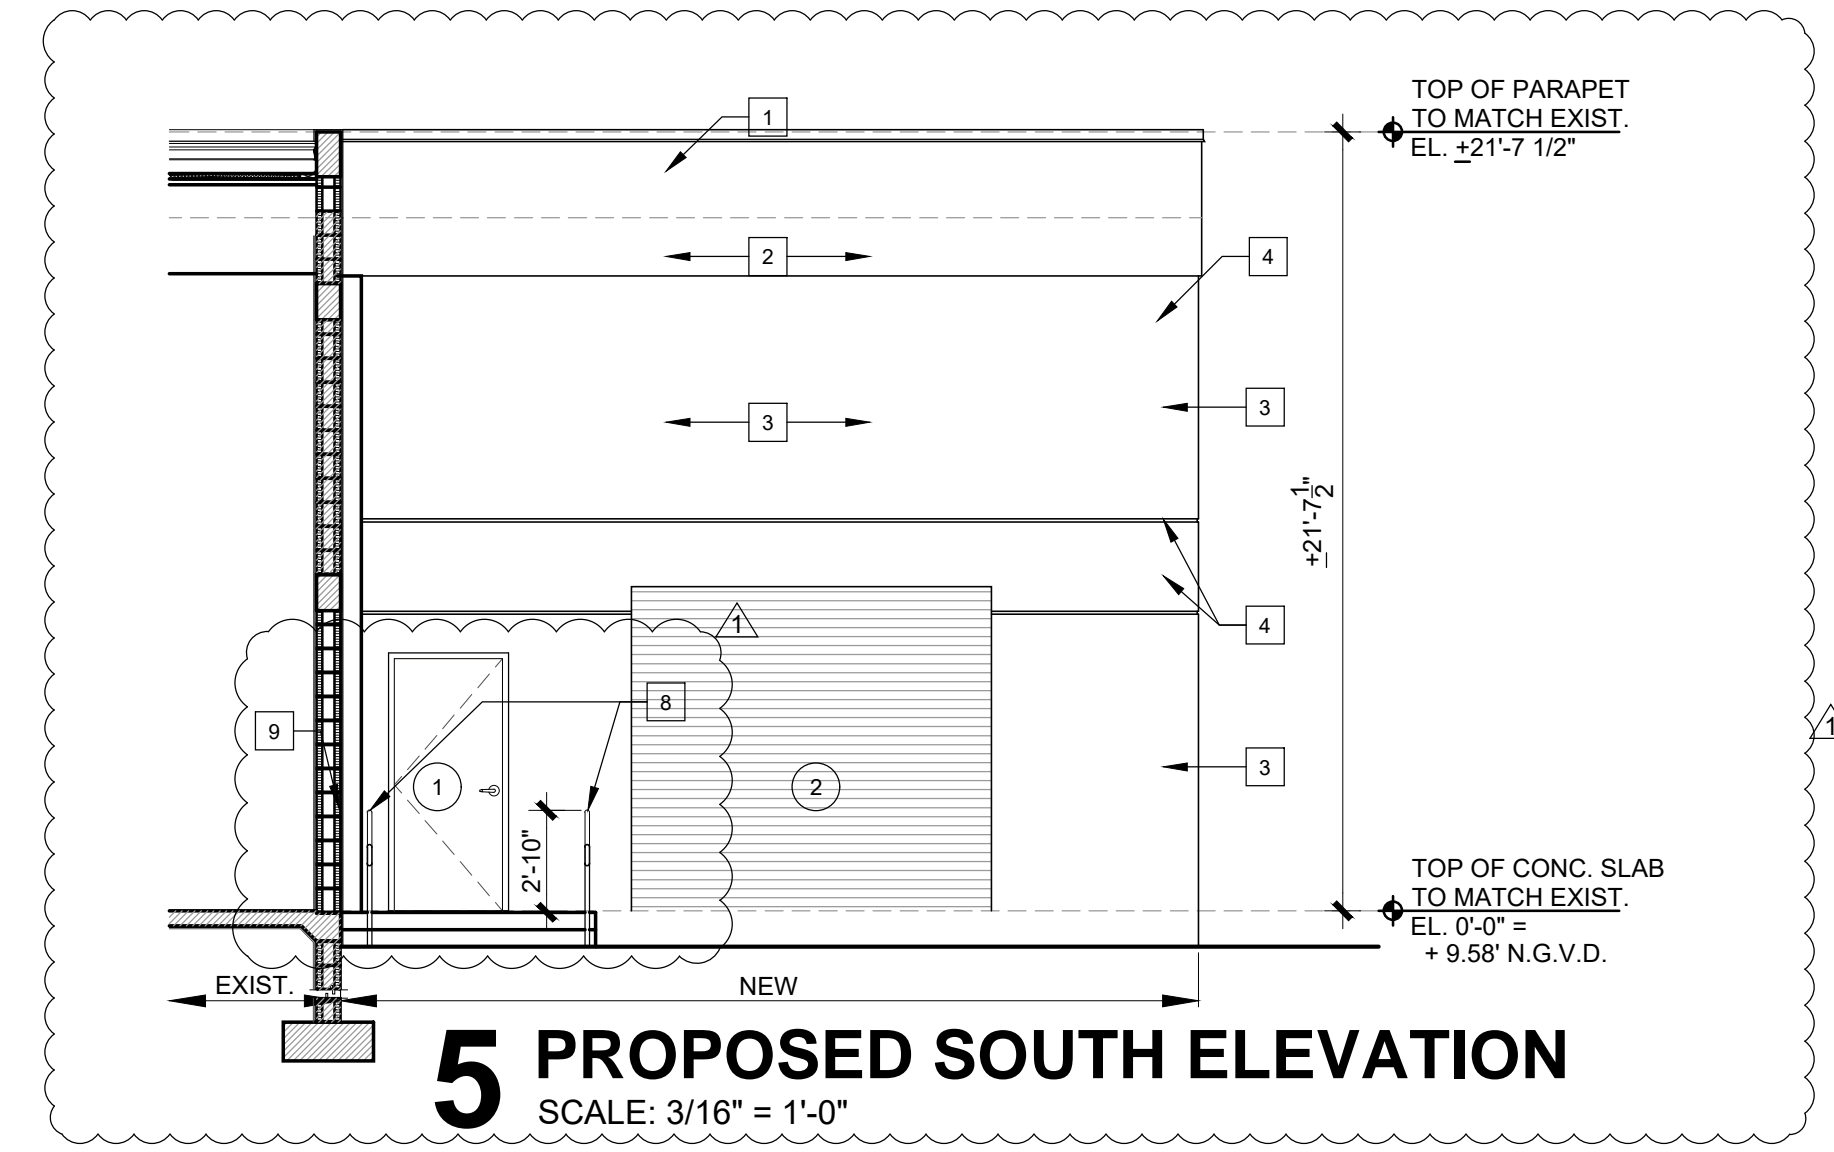 TOP OF PARAPET
TO MATCH EXIST.
EL. ±21'-7 1/2"
1
2
4
3
3
±21'-7 1/2"
4
1
8
9
1
2
3
1
2'-10"
TOP OF CONC. SLAB
TO MATCH EXIST.
EL. 0'-0" =
+ 9.58' N.G.V.D.
EXIST.
NEW
5 PROPOSED SOUTH ELEVATION
SCALE: 3/16" = 1'-0"